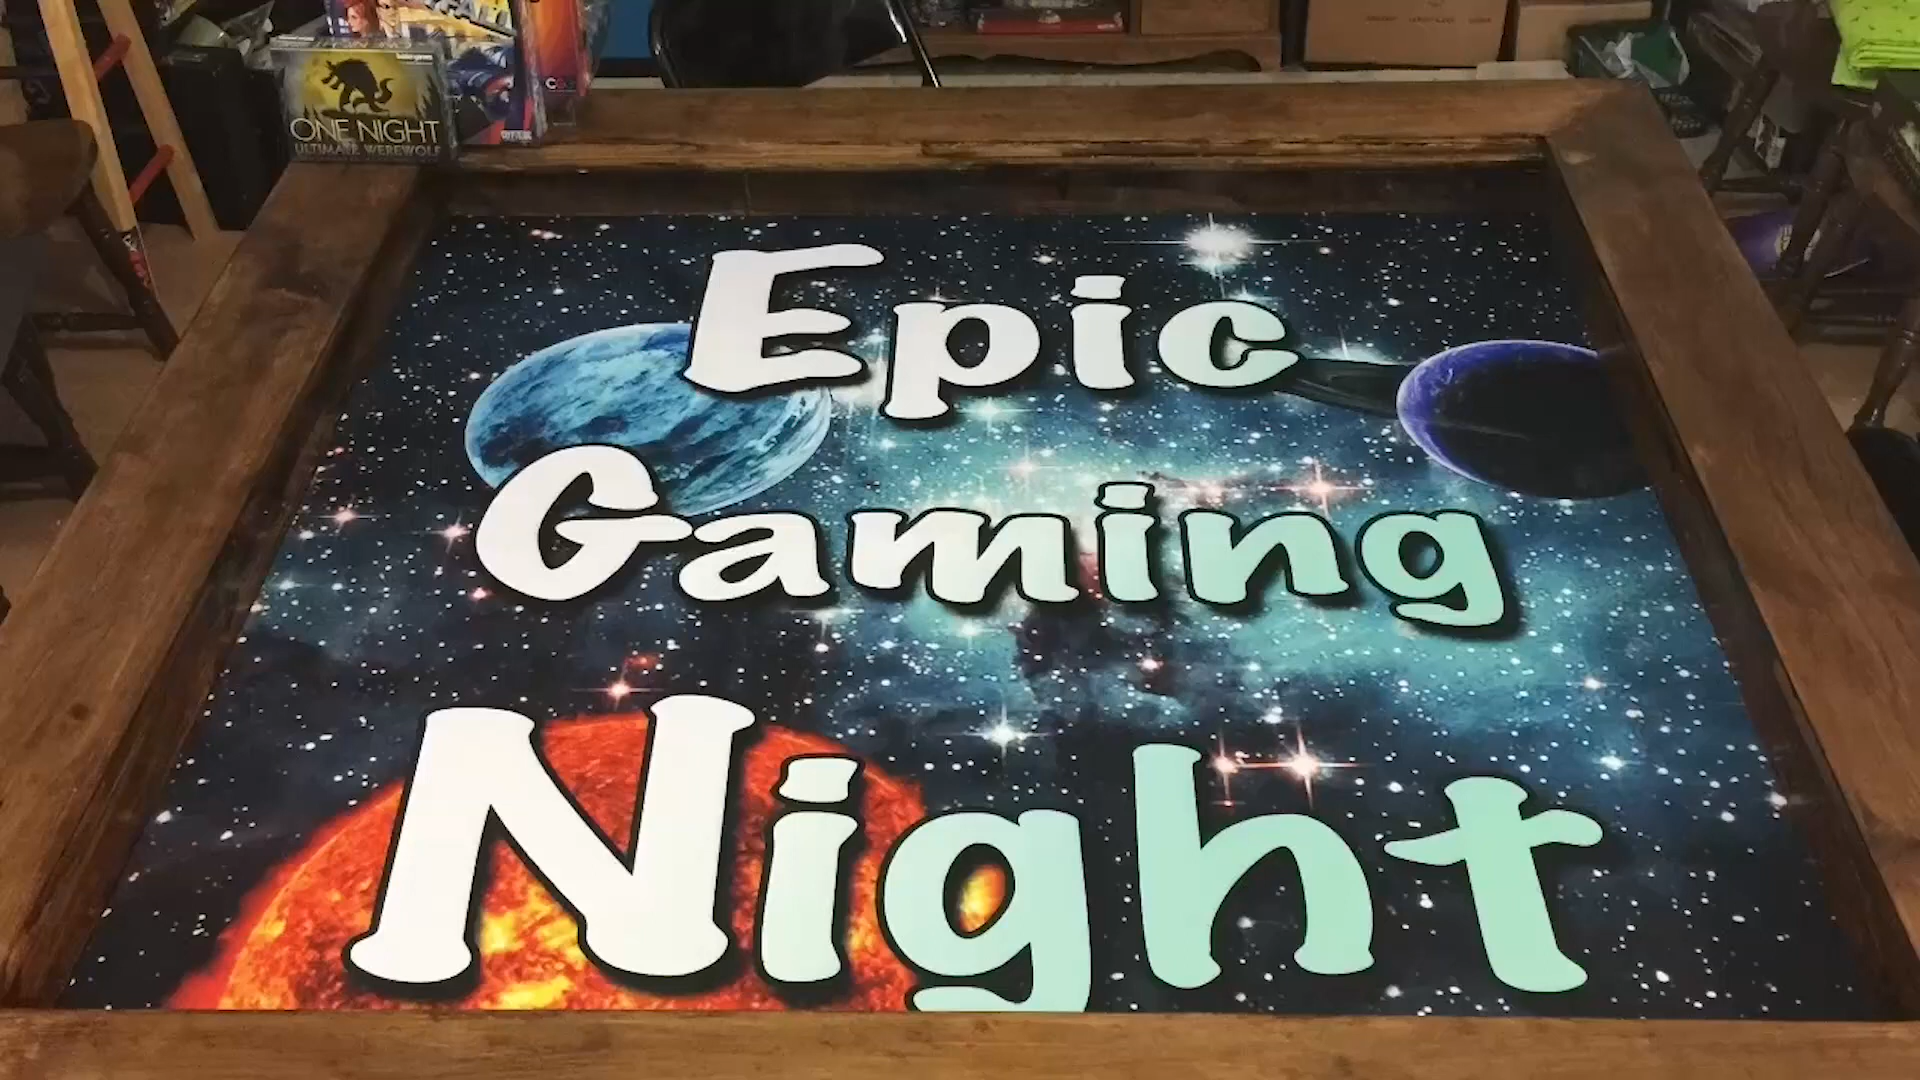 ONE NIGHT
ULTIMATE WEREWOLF
Epic
Gaming
Night